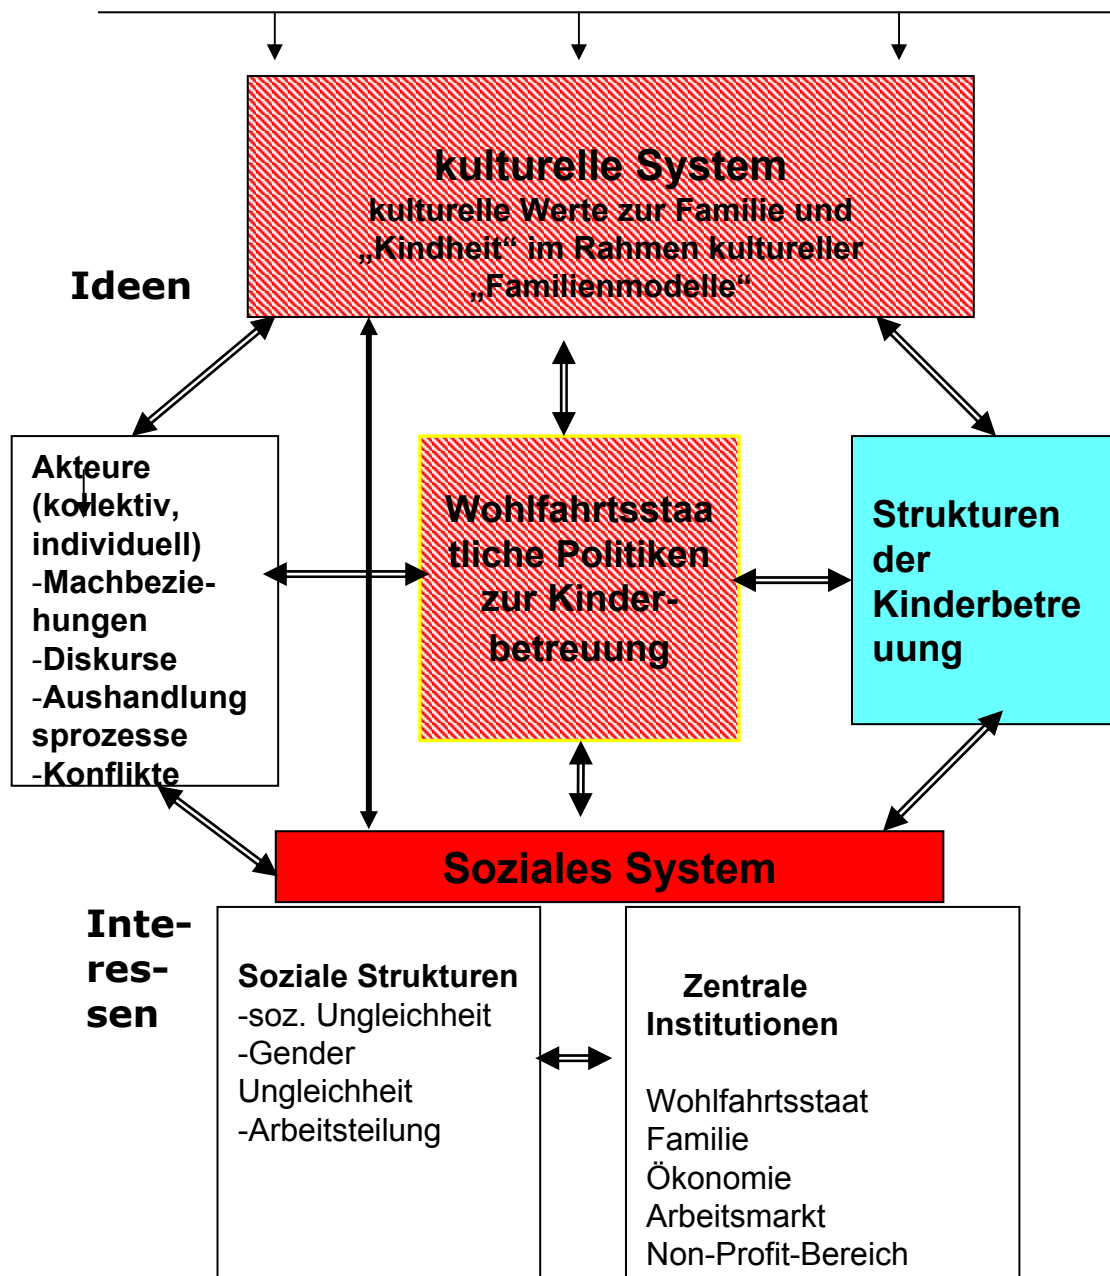 kulturelle System
kulturelle Werte zur Familie und
„Kindheit“ im Rahmen kultureller
„Familienmodelle“
Ideen
Akteure
(kollektiv,
individuell)
-Machbezie-
hungen
-Diskurse
-Aushandlung
sprozesse
-Konflikte
Wohlfahrtsstaa
tliche Politiken
zur Kinder-
betreuung
Strukturen
der
Kinderbetre
uung
Soziales System
Inte-
res-
sen
Soziale Strukturen
-soz. Ungleichheit
-Gender
Ungleichheit
-Arbeitsteilung
Zentrale
Institutionen
Wohlfahrtsstaat
Familie
Ökonomie
Arbeitsmarkt
Non-Profit-Bereich